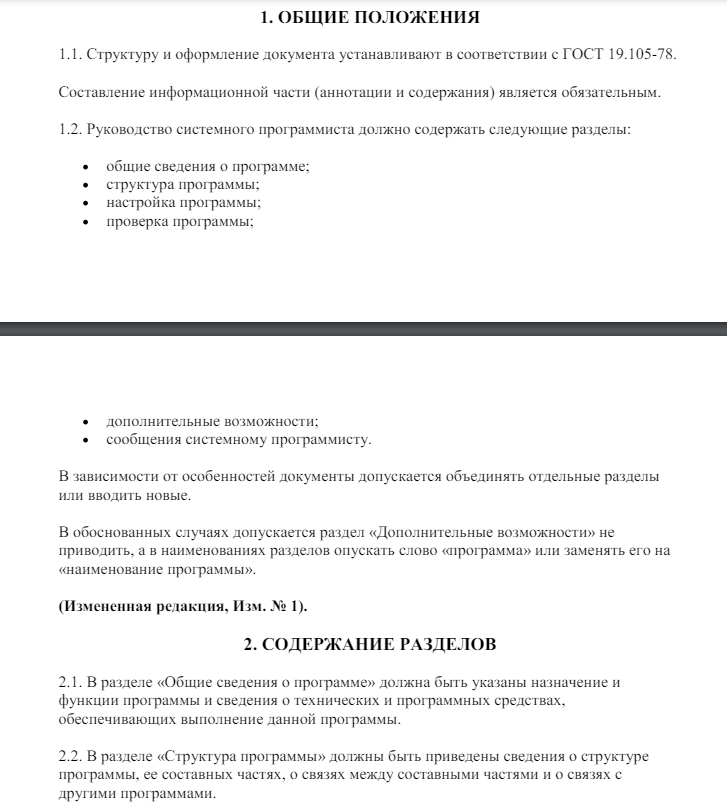 1. ОБЩИЕ ПОЛОЖЕНИЯ
1.1. Структуру и оформление документа устанавливают в соответствии с ГОСТ 19.105-78.
Составление информационной части (аннотации и содержания) является обязательным.
1.2. Руководство системного программиста должно содержать следующие разделы:
• общие сведения о программе;
• структура программы;
• настройка программы;
• проверка программы;
• дополнительные возможности;
• сообщения системному программисту.
В зависимости от особенностей документы допускается объединять отдельные разделы
или вводить новые.
В обоснованных случаях допускается раздел «Дополнительные возможности» не
приводить, а в наименованиях разделов опускать слово «программа» или заменять его на
«наименование программы».
(Измененная редакция, Изм. № 1).
2. СОДЕРЖАНИЕ РАЗДЕЛОВ
2.1. В разделе «Общие сведения о программе» должна быть указаны назначение и
функции программы и сведения о технических и программных средствах,
обеспечивающих выполнение данной программы.
2.2. В разделе «Структура программы» должны быть приведены сведения о структуре
программы, ее составных частях, о связях между составными частями и о связях с
другими программами.